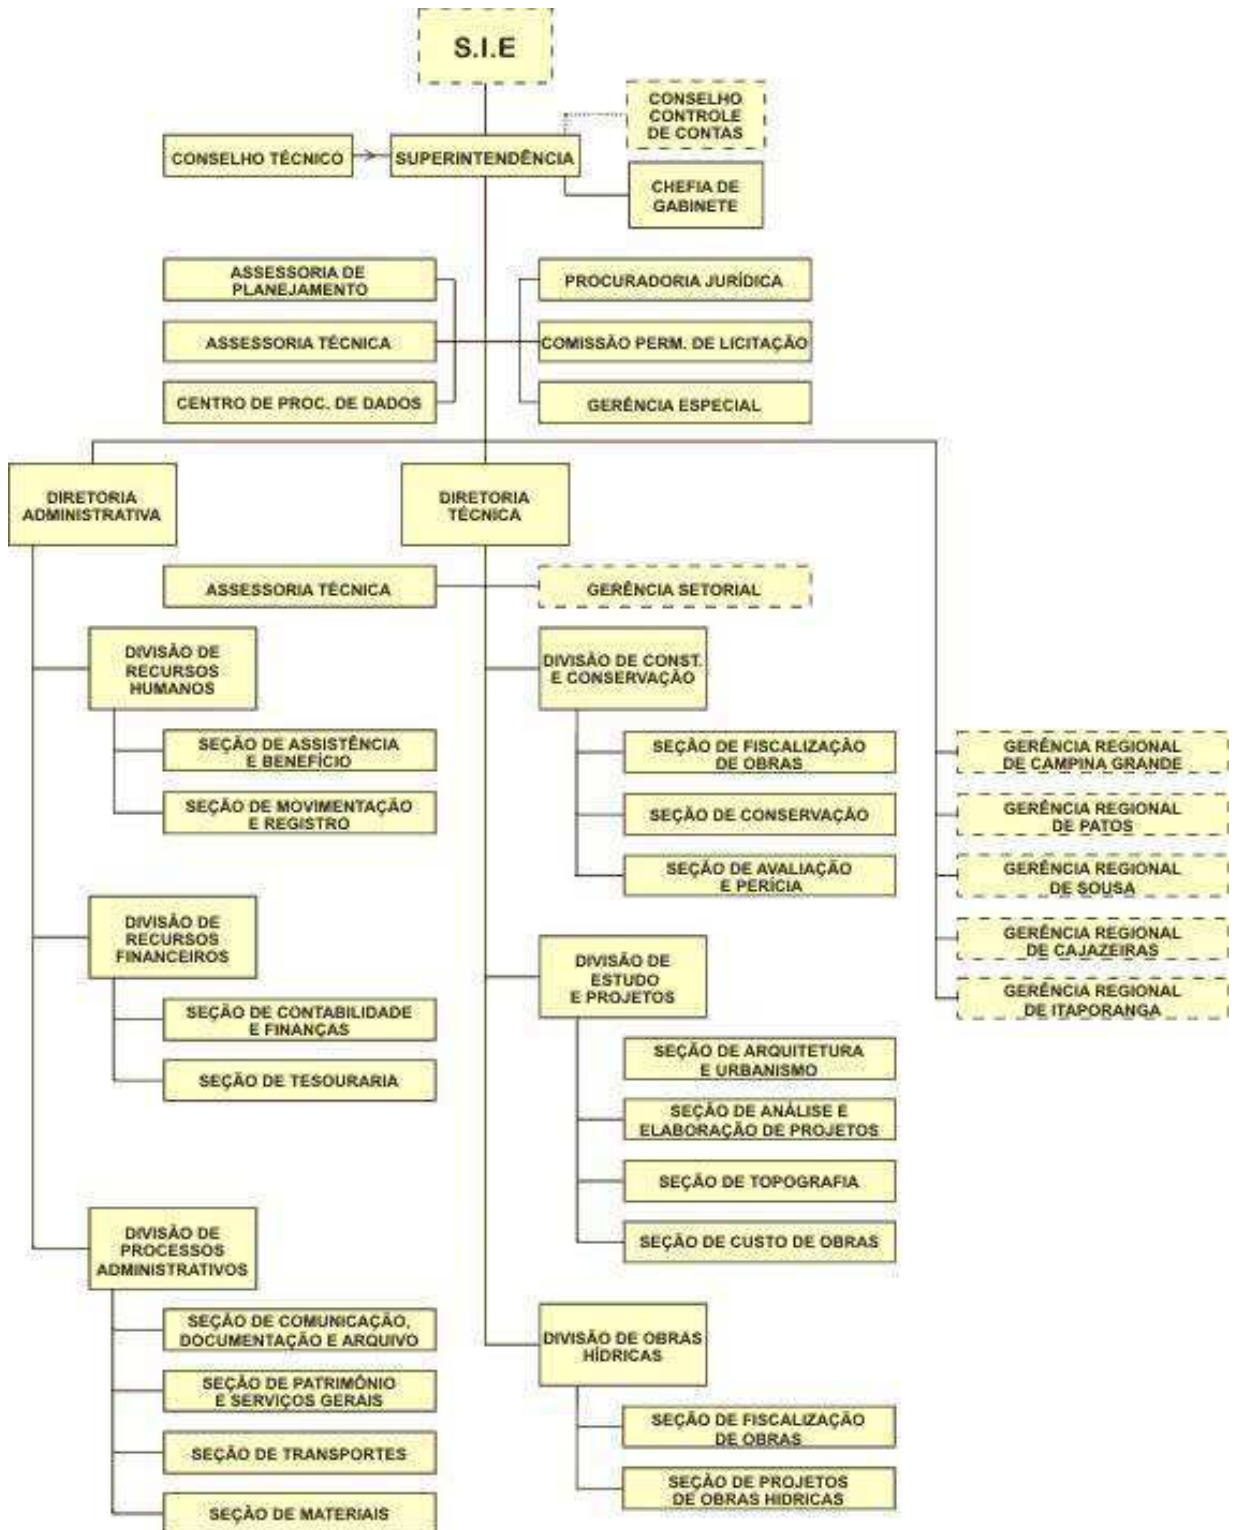 S.I.E
CONSELHO
CONTROLE
DE CONTAS
CONSELHO TÉCNICO
SUPERINTENDÊNCIA
CHEFIA DE
GABINETE
ASSESSORIA DE
PLANEJAMENTO
PROCURADORIA JURÍDICA
ASSESSORIA TÉCNICA
COMISSÃO PERM. DE LICITAÇÃO
CENTRO DE PROC. DE DADOS
GERÊNCIA ESPECIAL
DIRETORIA
ADMINISTRATIVA
DIRETORIA
TÉCNICA
ASSESSORIA TÉCNICA
GERÊNCIA SETORIAL
DIVISÃO DE
RECURSOS
HUMANOS
SEÇÃO DE ASSISTÊNCIA
E BENEFÍCIO
SEÇÃO DE MOVIMENTAÇÃO
E REGISTRO
DIVISÃO DE
RECURSOS
FINANCEIROS
SEÇÃO DE CONTABILIDADE
E FINANÇAS
SEÇÃO DE TESOURARIA
DIVISÃO DE
PROCESSOS
ADMINISTRATIVOS
SEÇÃO DE COMUNICAÇÃO,
DOCUMENTAÇÃO E ARQUIVO
SEÇÃO DE PATRIMÔNIO
E SERVIÇOS GERAIS
SEÇÃO DE TRANSPORTES
SEÇÃO DE MATERIAIS
DIVISÃO DE CONST.
E CONSERVAÇÃO
SEÇÃO DE FISCALIZAÇÃO
DE OBRAS
SEÇÃO DE CONSERVAÇÃO
SEÇÃO DE AVALIAÇÃO
E PERÍCIA
DIVISÃO DE
ESTUDO
E PROJETOS
SEÇÃO DE ARQUITETURA
E URBANISMO
SEÇÃO DE ANÁLISE E
ELABORAÇÃO DE PROJETOS
SEÇÃO DE TOPOGRAFIA
SEÇÃO DE CUSTO DE OBRAS
DIVISÃO DE OBRAS
HÍDRICAS
SEÇÃO DE FISCALIZAÇÃO
DE OBRAS
SEÇÃO DE PROJETOS
DE OBRAS HIDRICAS
GERÊNCIA REGIONAL
DE CAMPINA GRANDE
GERÊNCIA REGIONAL
DE PATOS
GERÊNCIA REGIONAL
DE SOUSA
GERÊNCIA REGIONAL
DE CAJAZEIRAS
GERÊNCIA REGIONAL
DE ITAPORANGA